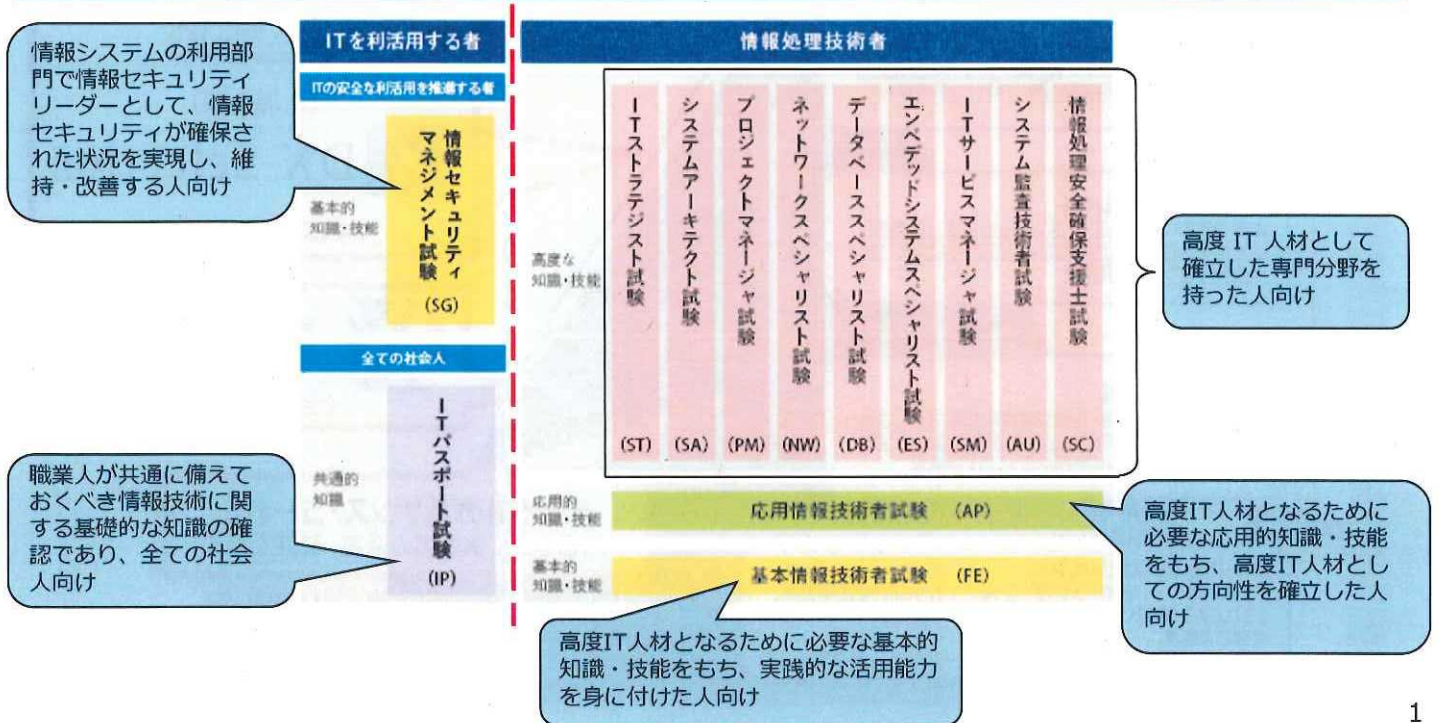 情報システムの利用部
門で情報セキュリティ
リーダーとして、情報
セキュリティが確保さ
れた状況を実現し、維
持・改善する人向け
ITを利活用する者
ITの安全な利活用を推進する者
基本的
知識・技能
情報セキュリティ
マネジメント試験
(SG)
全ての社会人
職業人が共通に備えて
おくべき情報技術に関
する基礎的な知識の確
認であり、全ての社会
人向け
共通的
知識
ITパスポート試験
(IP)
情報処理技術者
高度な
知識・技能
ITストラテジスト試験
(ST)
システムアーキテクト試験
(SA)
プロジェクトマネージャ試験
(PM)
ネットワークスペシャリスト試験
(NW)
データベーススペシャリスト試験
(DB)
エンベデッドシステムスペシャリスト試験
(ES)
ITサービスマネージャ試験
(SM)
システム監査技術者試験
(AU)
情報処理安全確保支援士試験
(SC)
高度 IT 人材として
確立した専門分野を
持った人向け
応用的
知識・技能
応用情報技術者試験 (AP)
高度IT人材となるために
必要な応用的知識・技能
をもち、高度IT人材とし
ての方向性を確立した人
向け
基本的
知識・技能
基本情報技術者試験 (FE)
高度IT人材となるために必要な基本的
知識・技能をもち、実践的な活用能力
を身に付けた人向け
1